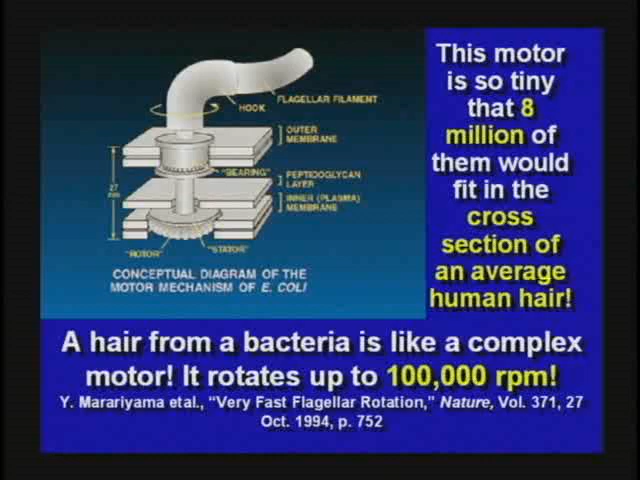 This motor
is so tiny
that 8
million of
them would
fit in the
cross
section of
an average
human hair!
FLAGELLAR FILAMENT
HOOK
OUTER
MEMBRANE
"BEARING"
PEPTIDOGLYCAN
LAYER
INNER (PLASMA)
MEMBRANE
27
nm
"ROTOR"
"STATOR"
CONCEPTUAL DIAGRAM OF THE
MOTOR MECHANISM OF E. COLI
A hair from a bacteria is like a complex
motor! It rotates up to 100,000 rpm!
Y. Marariyama etal., “Very Fast Flagellar Rotation,” Nature, Vol. 371, 27
Oct. 1994, p. 752